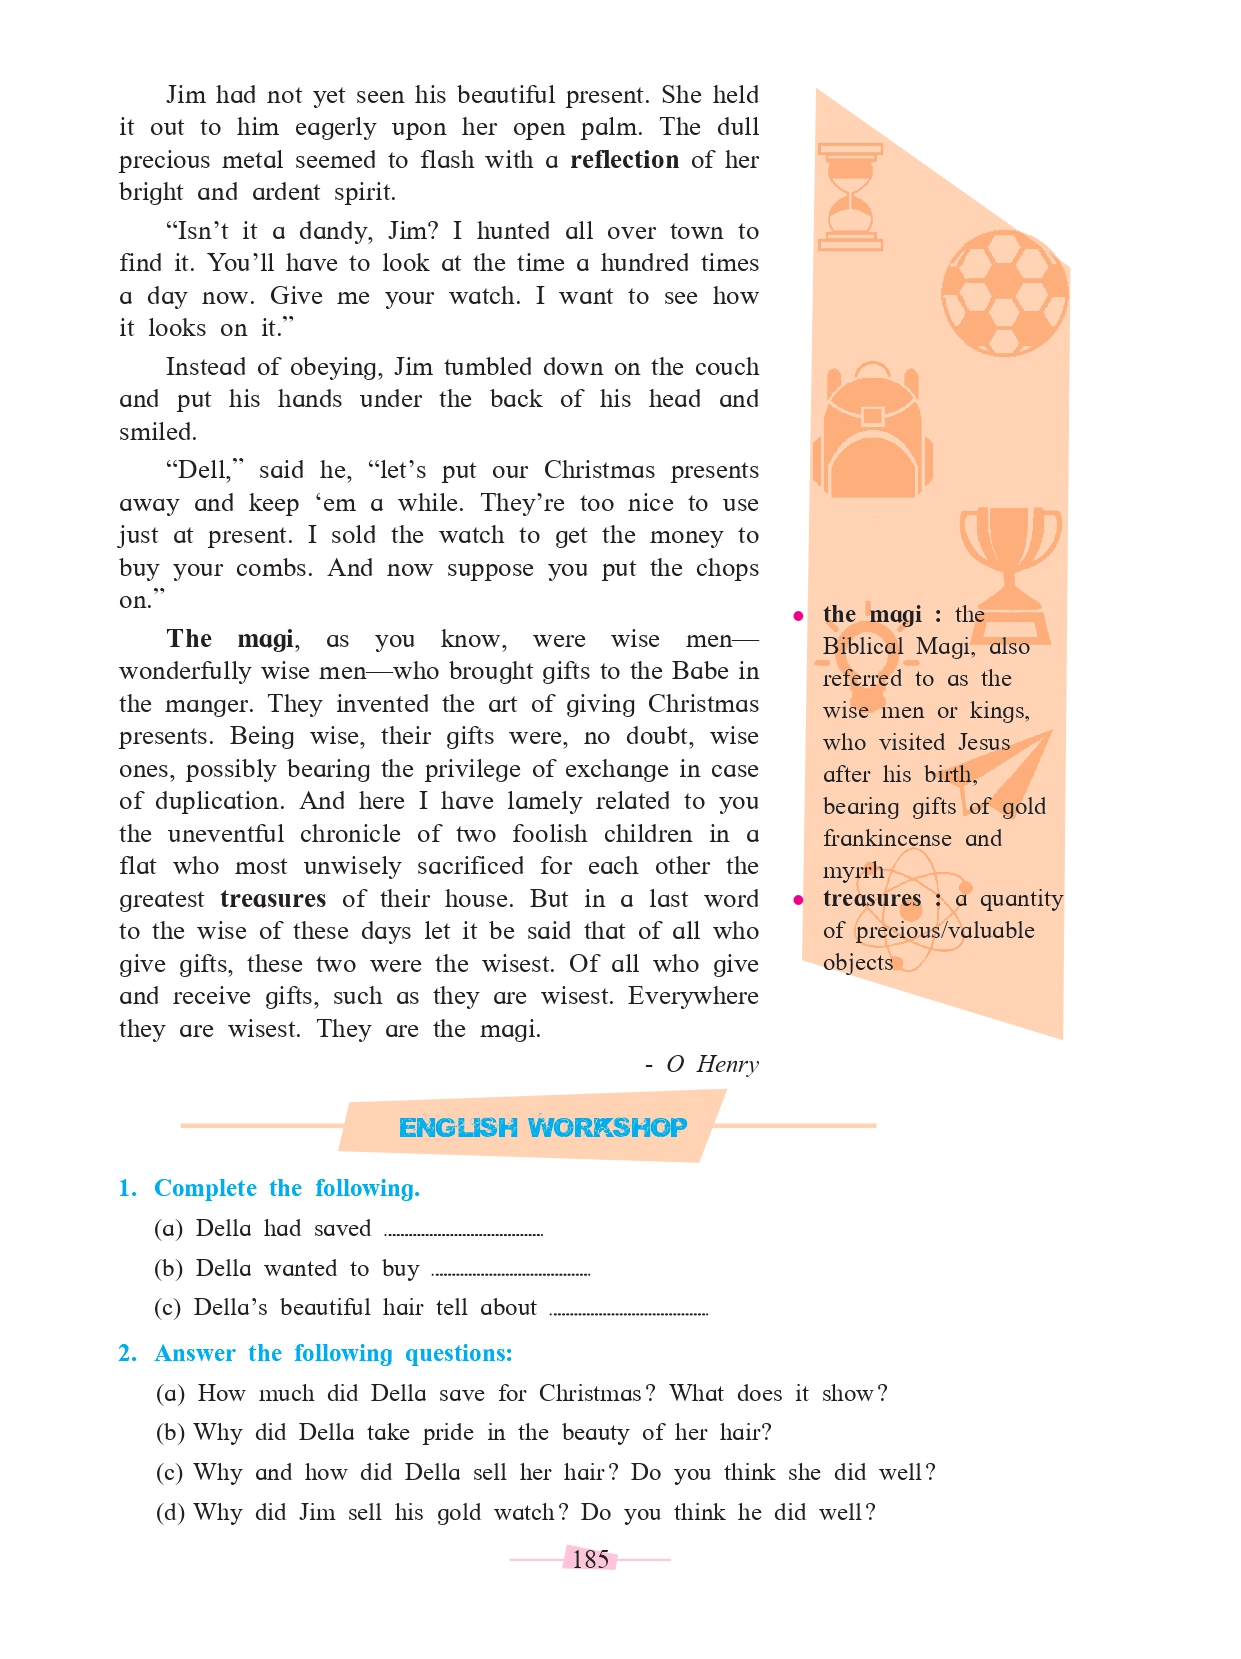 Jim had not yet seen his beautiful present. She held
it out to him eagerly upon her open palm. The dull
precious metal seemed to flash with a reflection of her
bright and ardent spirit.
“Isn’t it a dandy, Jim? I hunted all over town to
find it. You’ll have to look at the time a hundred times
a day now. Give me your watch. I want to see how
it looks on it.”
Instead of obeying, Jim tumbled down on the couch
and put his hands under the back of his head and
smiled.
“Dell,” said he, “let’s put our Christmas presents
away and keep ‘em a while. They’re too nice to use
just at present. I sold the watch to get the money to
buy your combs. And now suppose you put the chops
on.”
The magi, as you know, were wise men—
wonderfully wise men—who brought gifts to the Babe in
the manger. They invented the art of giving Christmas
presents. Being wise, their gifts were, no doubt, wise
ones, possibly bearing the privilege of exchange in case
of duplication. And here I have lamely related to you
the uneventful chronicle of two foolish children in a
flat who most unwisely sacrificed for each other the
greatest treasures of their house. But in a last word
to the wise of these days let it be said that of all who
give gifts, these two were the wisest. Of all who give
and receive gifts, such as they are wisest. Everywhere
they are wisest. They are the magi.
- O Henry
• the magi : the
Biblical Magi, also
referred to as the
wise men or kings,
who visited Jesus
after his birth,
bearing gifts of gold
frankincense and
myrrh
• treasures : a quantity
of precious/valuable
objects
ENGLISH WORKSHOP
1. Complete the following.
(a) Della had saved ......................................
(b) Della wanted to buy ......................................
(c) Della’s beautiful hair tell about ......................................
2. Answer the following questions:
(a) How much did Della save for Christmas? What does it show?
(b) Why did Della take pride in the beauty of her hair?
(c) Why and how did Della sell her hair? Do you think she did well?
(d) Why did Jim sell his gold watch? Do you think he did well?
185